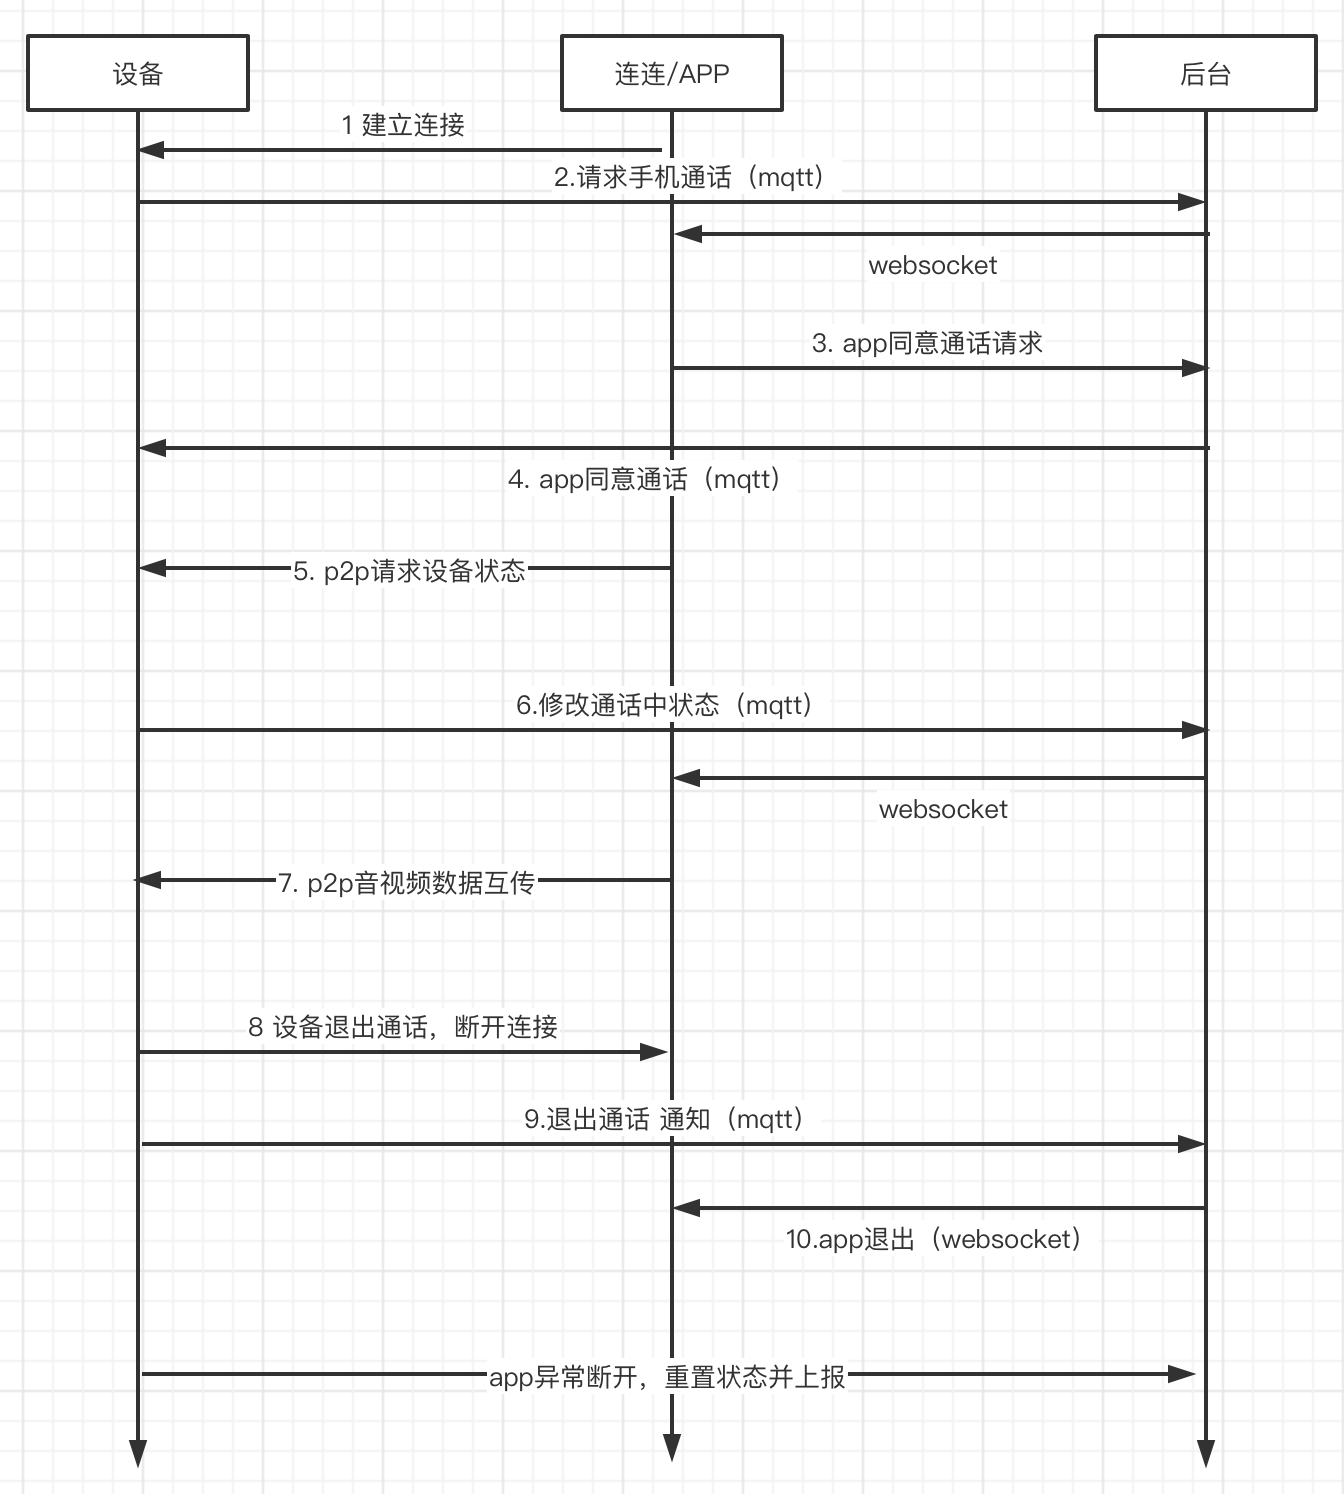 设备
连连/APP
后台
1 建立连接
2.请求手机通话（mqtt）
websocket
3. app同意通话请求
4. app同意通话（mqtt）
5. p2p请求设备状态
6.修改通话中状态（mqtt）
websocket
7. p2p音视频数据互传
8 设备退出通话，断开连接
9.退出通话 通知（mqtt）
10.app退出（websocket）
app异常断开，重置状态并上报